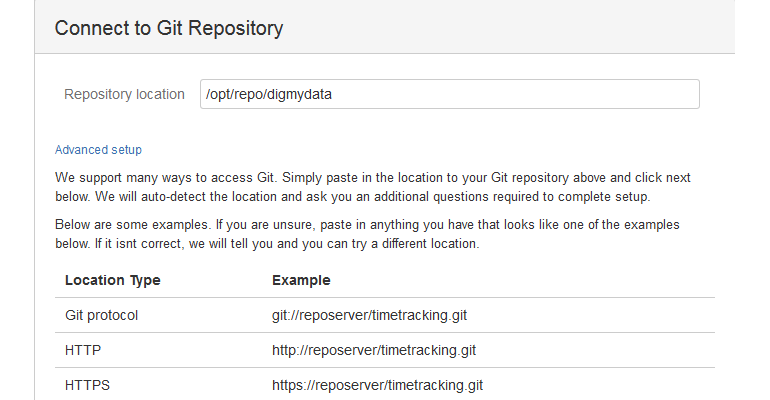 Connect to Git Repository
Repository location /opt/repo/digmydata
Advanced setup
We support many ways to access Git. Simply paste in the location to your Git repository above and click next
below. We will auto-detect the location and ask you an additional questions required to complete setup.
Below are some examples. If you are unsure, paste in anything you have that looks like one of the examples
below. If it isnt correct, we will tell you and you can try a different location.
Location Type Example
Git protocol git://reposerver/timetracking.git
HTTP http://reposerver/timetracking.git
HTTPS https://reposerver/timetracking.git